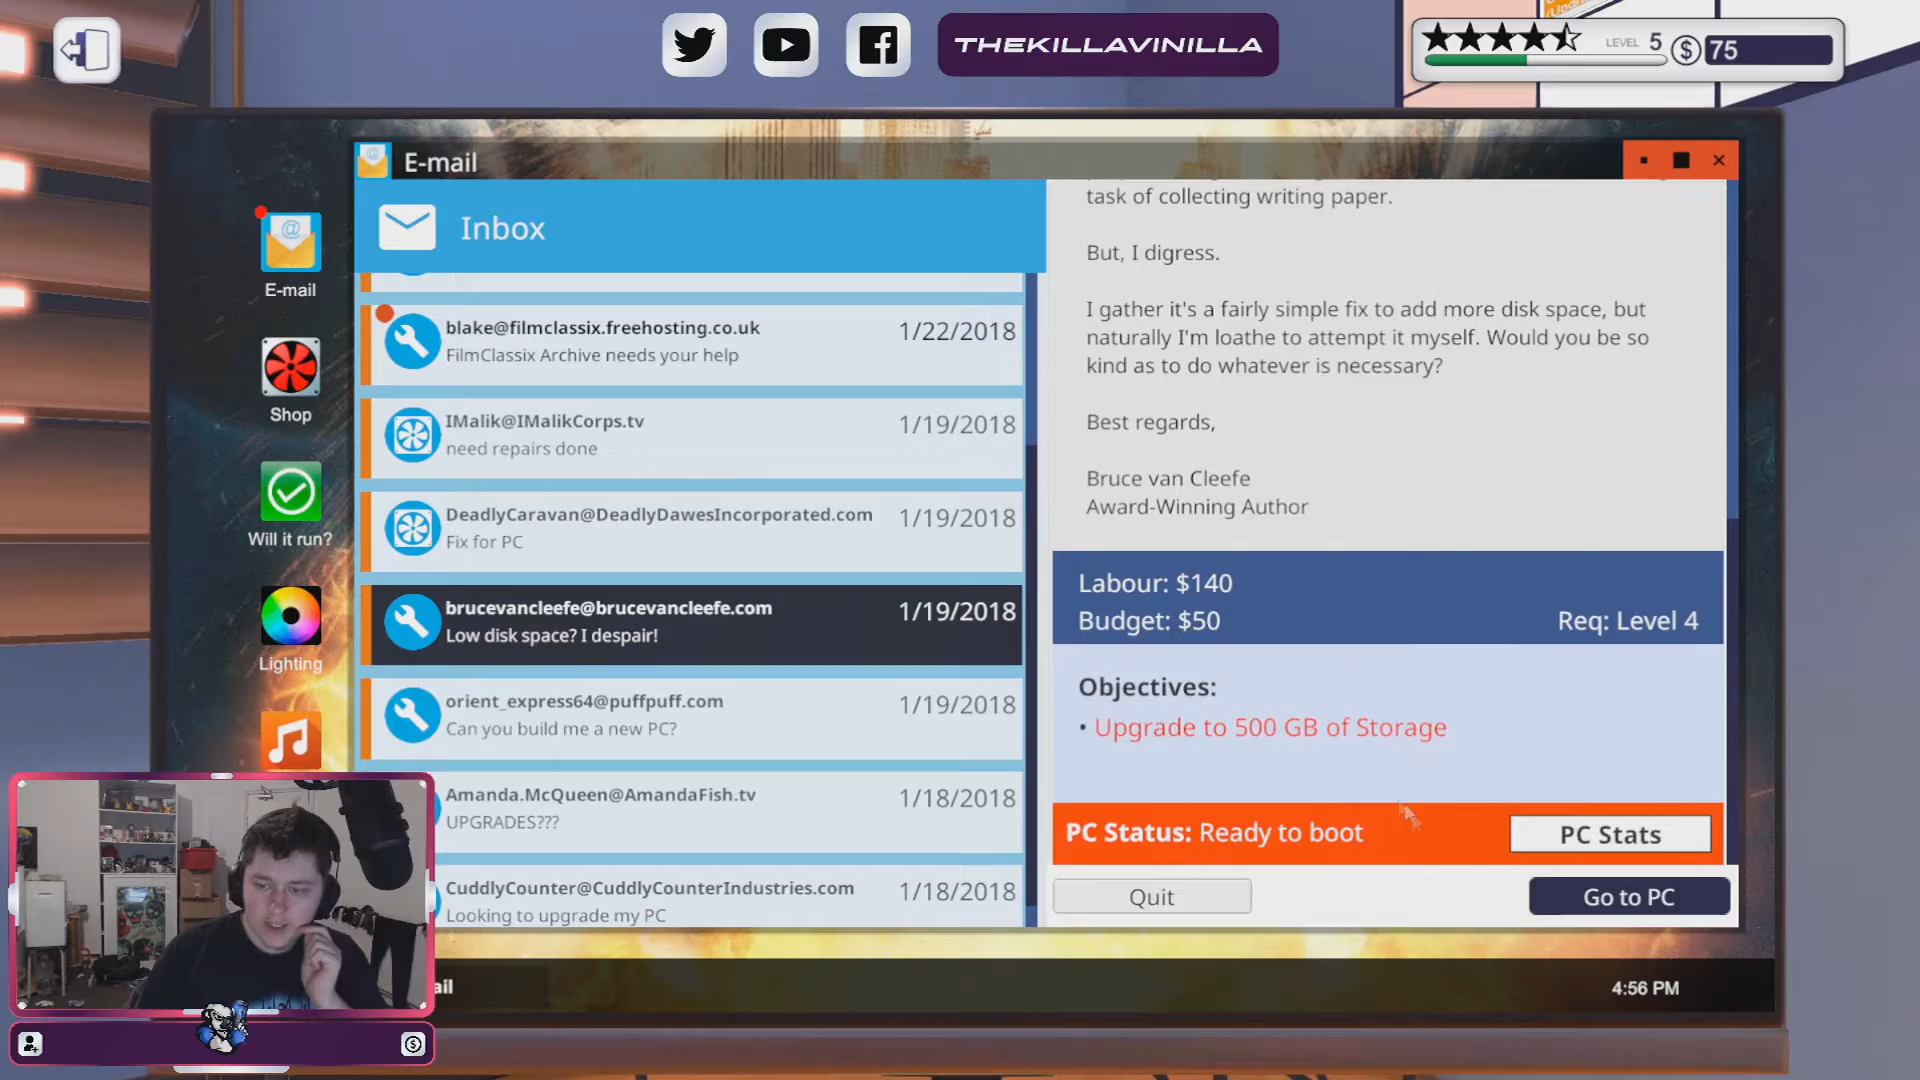 THEKILLAVINILLA
LEVEL 5
$ 75
E-mail
Inbox
E-mail
Shop
Will it run?
Lighting
blake@filmclassix.freehosting.co.uk 1/22/2018
FilmClassix Archive needs your help
IMalik@IMalikCorps.tv 1/19/2018
need repairs done
DeadlyCaravan@DeadlyDawesIncorporated.com 1/19/2018
Fix for PC
brucevancleefe@brucevancleefe.com 1/19/2018
Low disk space? I despair!
orient_express64@puffpuff.com 1/19/2018
Can you build me a new PC?
Amanda.McQueen@AmandaFish.tv 1/18/2018
UPGRADES???
CuddlyCounter@CuddlyCounterIndustries.com 1/18/2018
Looking to upgrade my PC
task of collecting writing paper.
But, I digress.
I gather it's a fairly simple fix to add more disk space, but
naturally I'm loathe to attempt it myself. Would you be so
kind as to do whatever is necessary?
Best regards,
Bruce van Cleefe
Award-Winning Author
Labour: $140
Budget: $50 Req: Level 4
Objectives:
• Upgrade to 500 GB of Storage
PC Status: Ready to boot PC Stats
Quit Go to PC
ail
4:56 PM